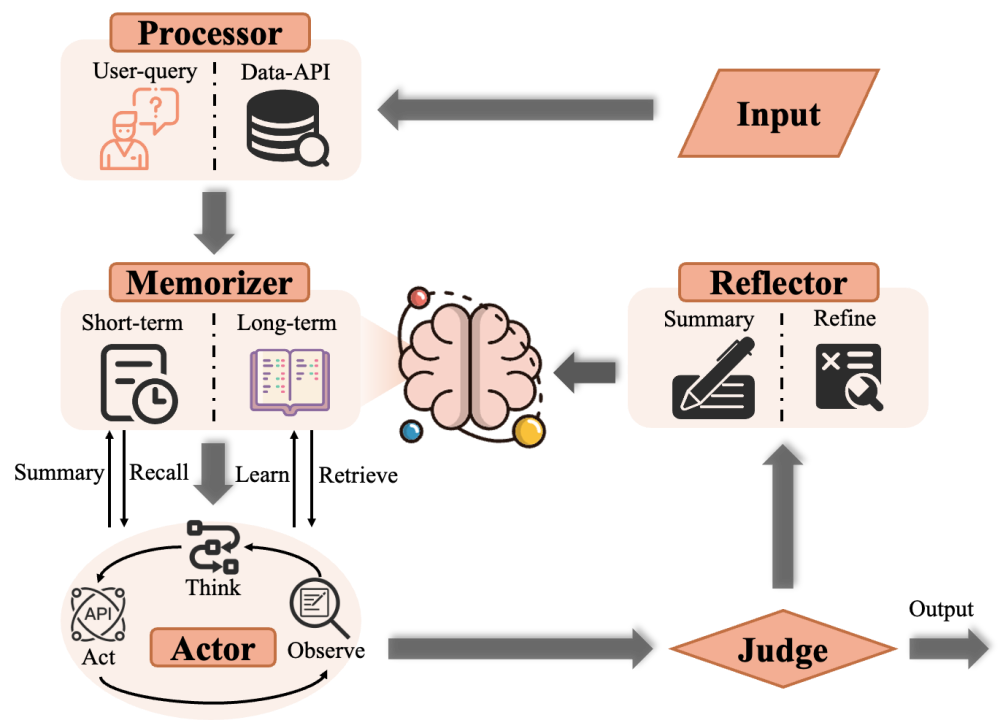 Processor
User-query
Data-API
Input
Memorizer
Short-term
Long-term
Reflector
Summary
Refine
Summary
Recall
Learn
Retrieve
Think
API
Act
Actor
Observe
Judge
Output